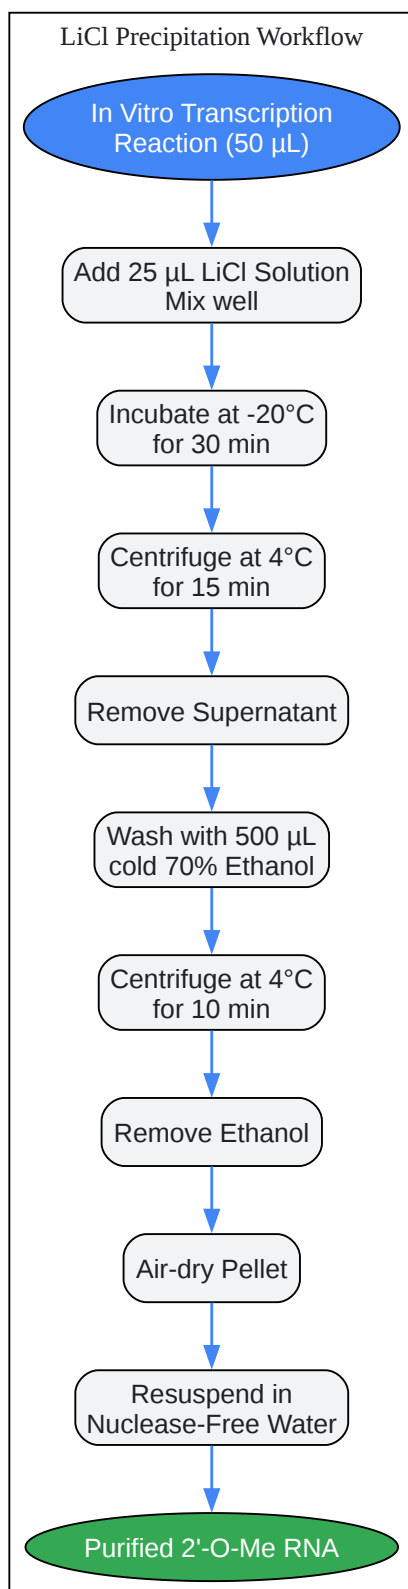 LiCl Precipitation Workflow
In Vitro Transcription
Reaction (50 µL)
Add 25 µL LiCl Solution
Mix well
Incubate at -20°C
for 30 min
Centrifuge at 4°C
for 15 min
Remove Supernatant
Wash with 500 µL
cold 70% Ethanol
Centrifuge at 4°C
for 10 min
Remove Ethanol
Air-dry Pellet
Resuspend in
Nuclease-Free Water
Purified 2'-O-Me RNA